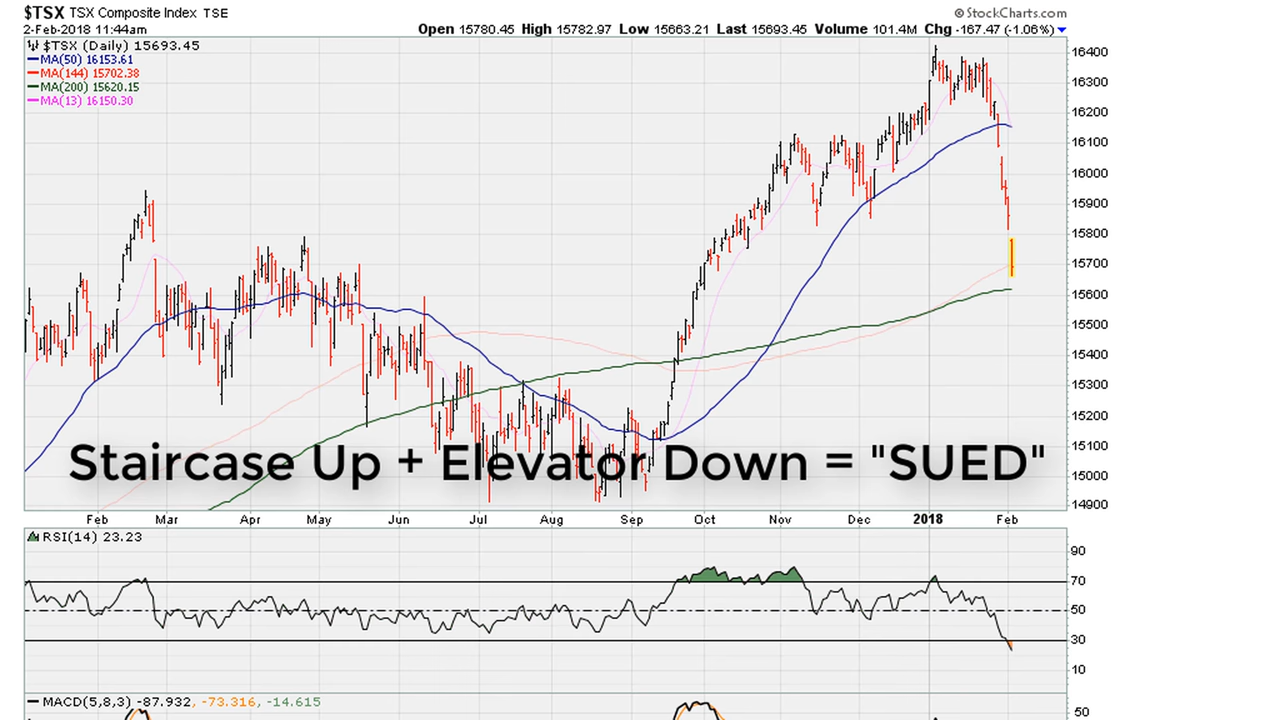 $TSX TSX Composite Index TSE © StockCharts.com
2-Feb-2018 11:44am Open 15780.45 High 15782.97 Low 15663.21 Last 15693.45 Volume 101.4M Chg -167.47 (-1.06%)
$TSX (Daily) 15693.45
MA(50) 16153.61
MA(144) 15702.38
MA(200) 15620.15
MA(13) 16150.30
16400
16300
16200
16100
16000
15900
15800
15700
15600
15500
15400
15300
15200
15100
15000
14900
Staircase Up + Elevator Down = "SUED"
Feb Mar Apr May Jun Jul Aug Sep Oct Nov Dec 2018 Feb
RSI(14) 23.23
90
70
50
30
10
MACD(5,8,3) -87.932, -73.316, -14.615
50